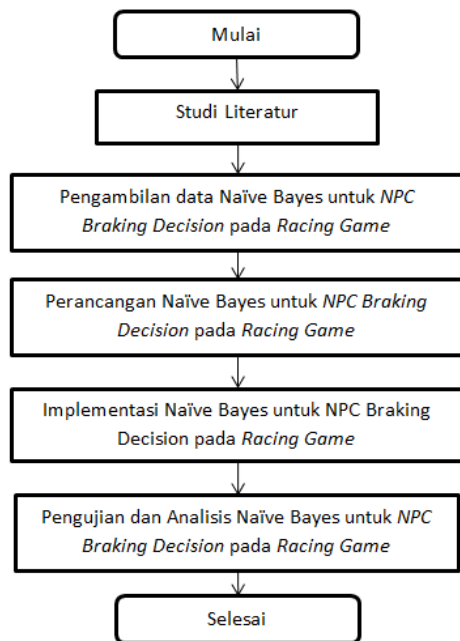 Mulai
Studi Literatur
Pengambilan data Naïve Bayes untuk NPC
Braking Decision pada Racing Game
Perancangan Naïve Bayes untuk NPC Braking
Decision pada Racing Game
Implementasi Naïve Bayes untuk NPC Braking
Decision pada Racing Game
Pengujian dan Analisis Naïve Bayes untuk NPC
Braking Decision pada Racing Game
Selesai